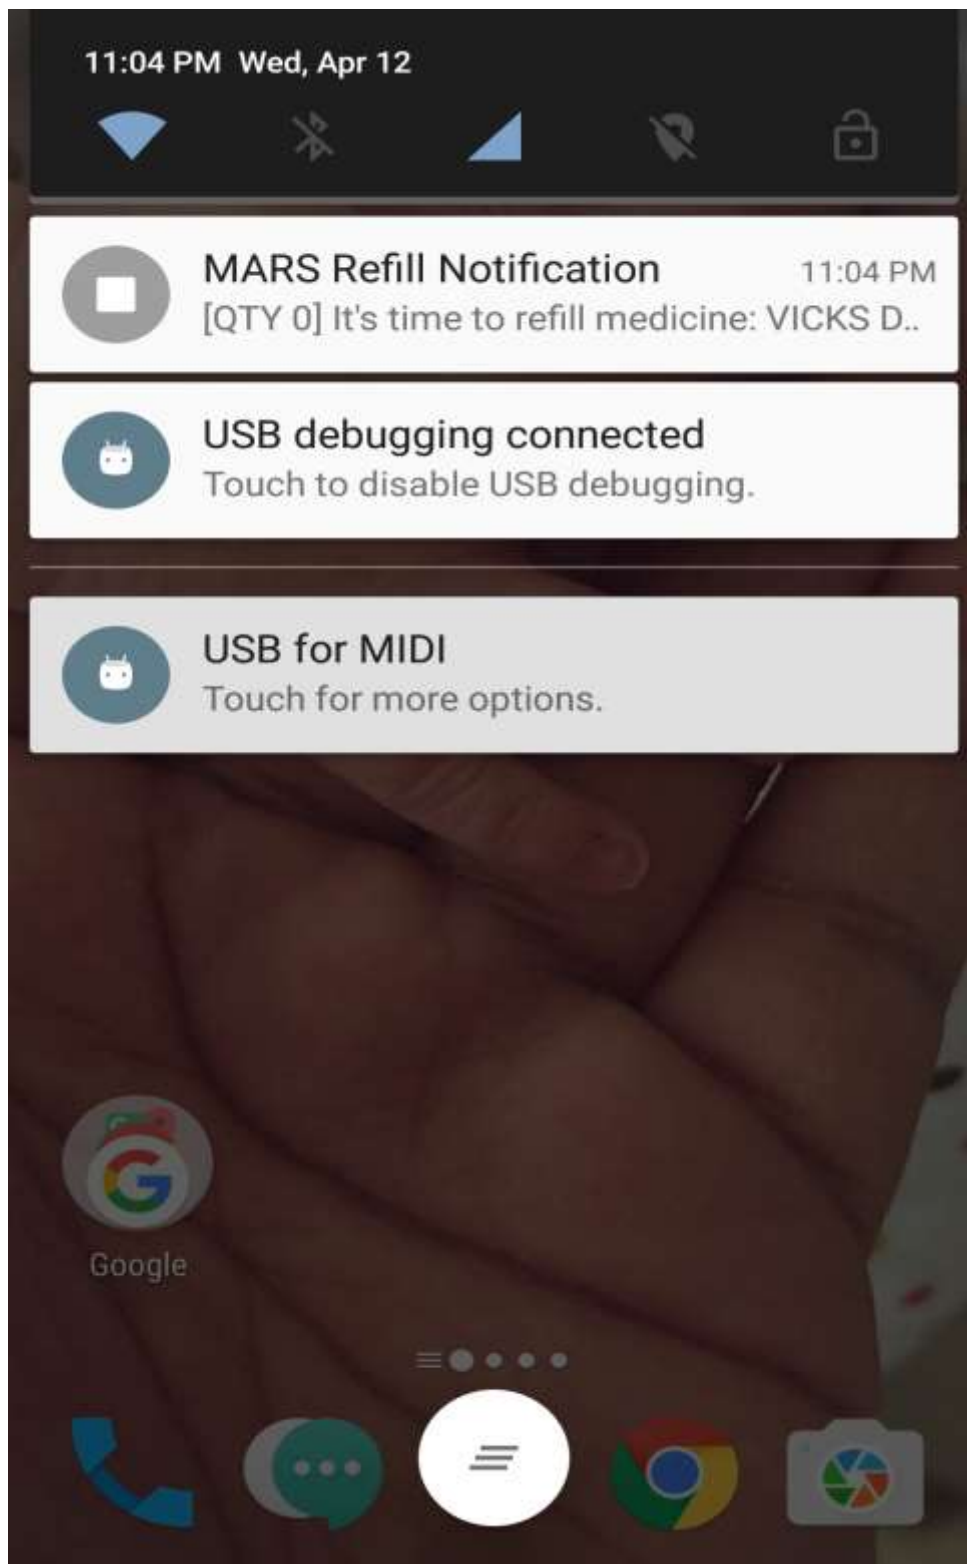 11:04 PM Wed, Apr 12
MARS Refill Notification 11:04 PM
[QTY 0] It's time to refill medicine: VICKS D..
USB debugging connected
Touch to disable USB debugging.
USB for MIDI
Touch for more options.
Google